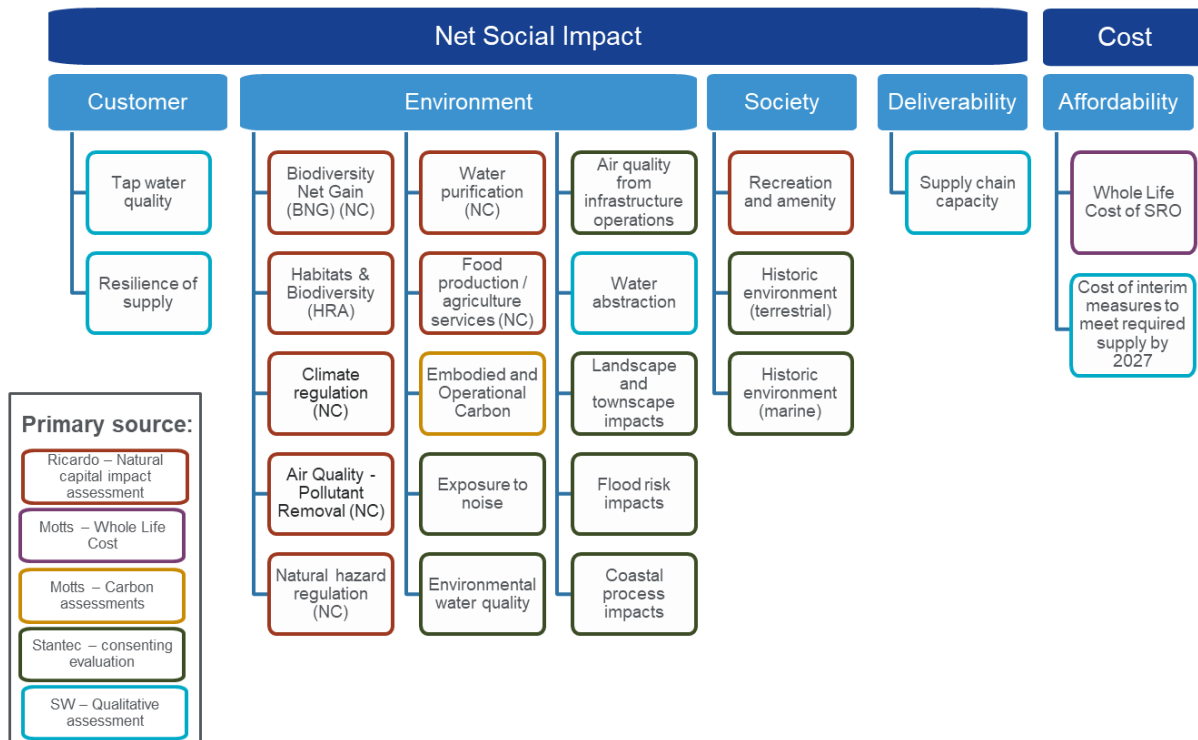 Net Social Impact
Cost
Customer
Environment
Society
Deliverability
Affordability
Tap water
quality
Resilience of
supply
Biodiversity
Net Gain
(BNG) (NC)
Habitats &
Biodiversity
(HRA)
Climate
regulation
(NC)
Air Quality -
Pollutant
Removal (NC)
Natural hazard
regulation
(NC)
Water
purification
(NC)
Food
production /
agriculture
services (NC)
Embodied and
Operational
Carbon
Exposure to
noise
Environmental
water quality
Air quality
from
infrastructure
operations
Water
abstraction
Landscape
and
townscape
impacts
Flood risk
impacts
Coastal
process
impacts
Recreation
and amenity
Historic
environment
(terrestrial)
Historic
environment
(marine)
Supply chain
capacity
Whole Life
Cost of SRO
Cost of interim
measures to
meet required
supply by
2027
Primary source:
Ricardo – Natural
capital impact
assessment
Motts – Whole Life
Cost
Motts – Carbon
assessments
Stantec – consenting
evaluation
SW – Qualitative
assessment